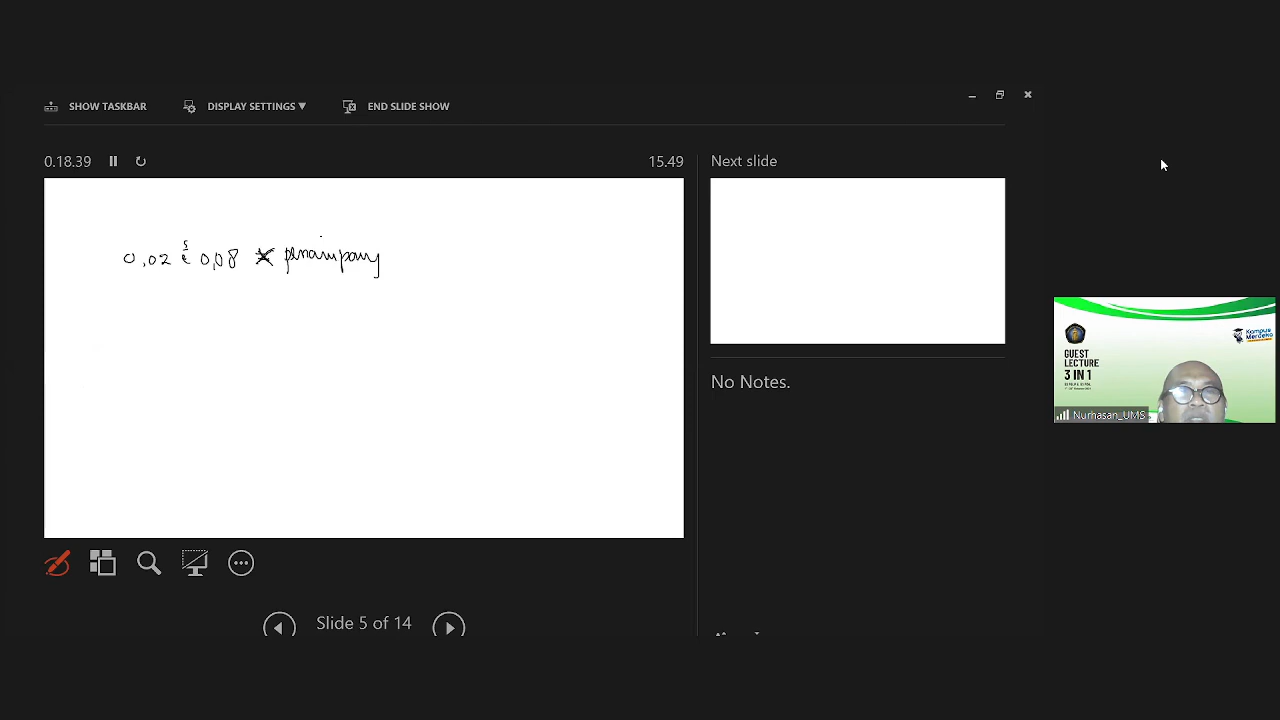 SHOW TASKBAR DISPLAY SETTINGS ▼ END SLIDE SHOW
0.18.39 15.49 Next slide
0,02 0,08 penampang
No Notes.
Slide 5 of 14
GUEST
LECTURE
3 IN 1
Kampus
Merdeka
Nurhasan_UMS